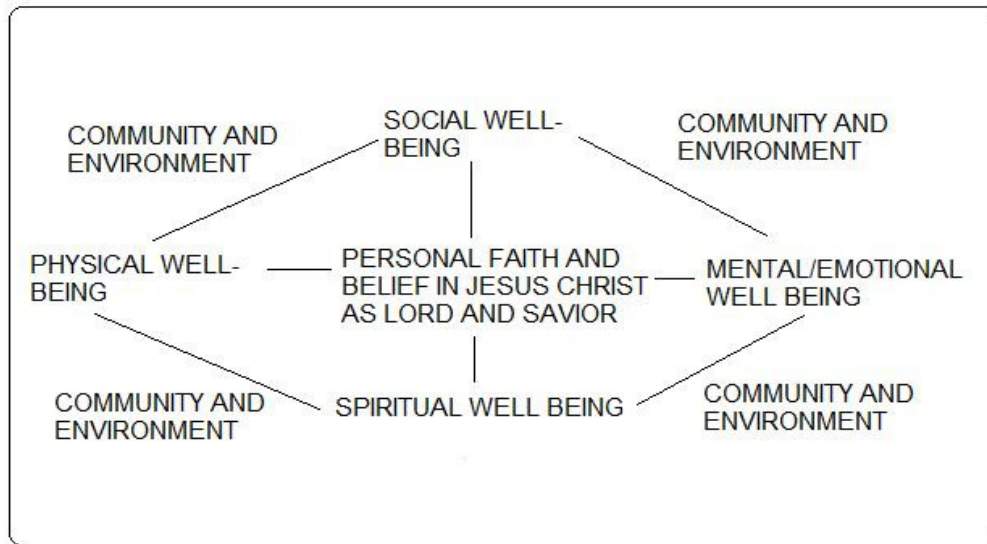 SOCIAL WELL-
BEING
COMMUNITY AND
ENVIRONMENT
COMMUNITY AND
ENVIRONMENT
PHYSICAL WELL-
BEING
PERSONAL FAITH AND
BELIEF IN JESUS CHRIST
AS LORD AND SAVIOR
MENTAL/EMOTIONAL
WELL BEING
COMMUNITY AND
ENVIRONMENT
SPIRITUAL WELL BEING
COMMUNITY AND
ENVIRONMENT